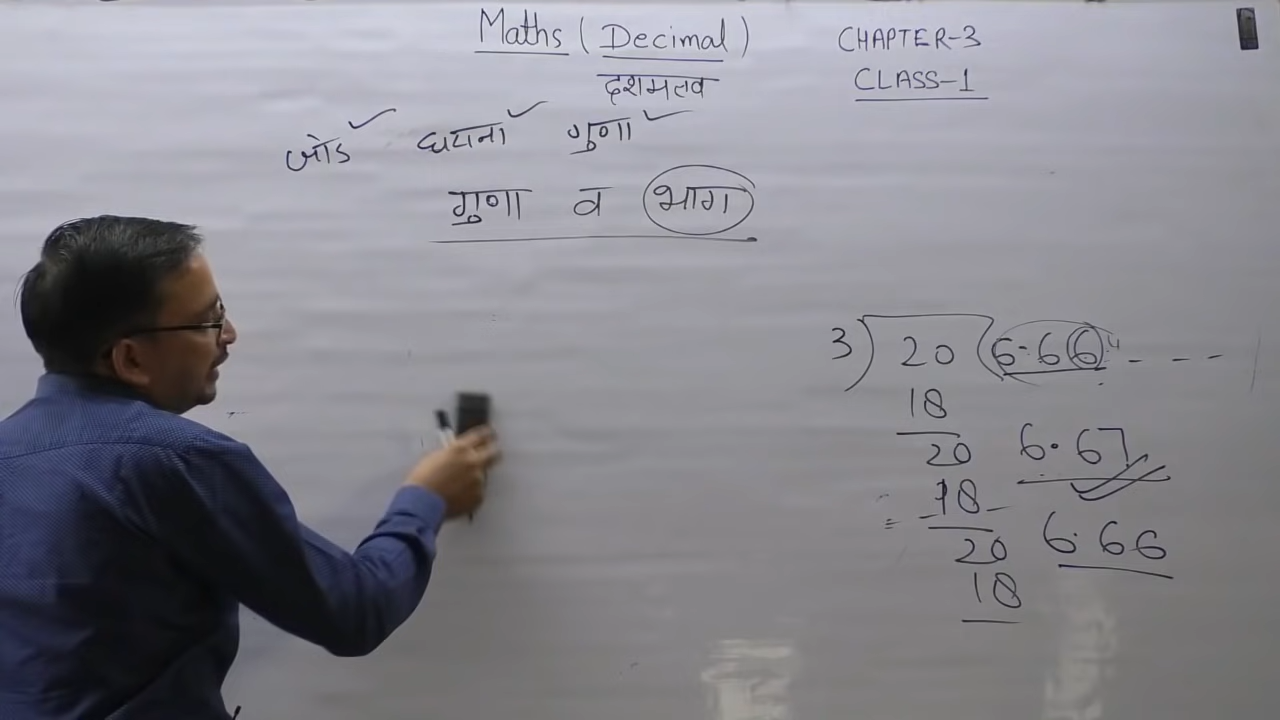 Maths (Decimal)
दशमलव
CHAPTER-3
CLASS-1
जोड घटाना गुणा
गुणा व भाग
3) 20 (6.66 - - -
18
20 6.67
18
20 6.66
18